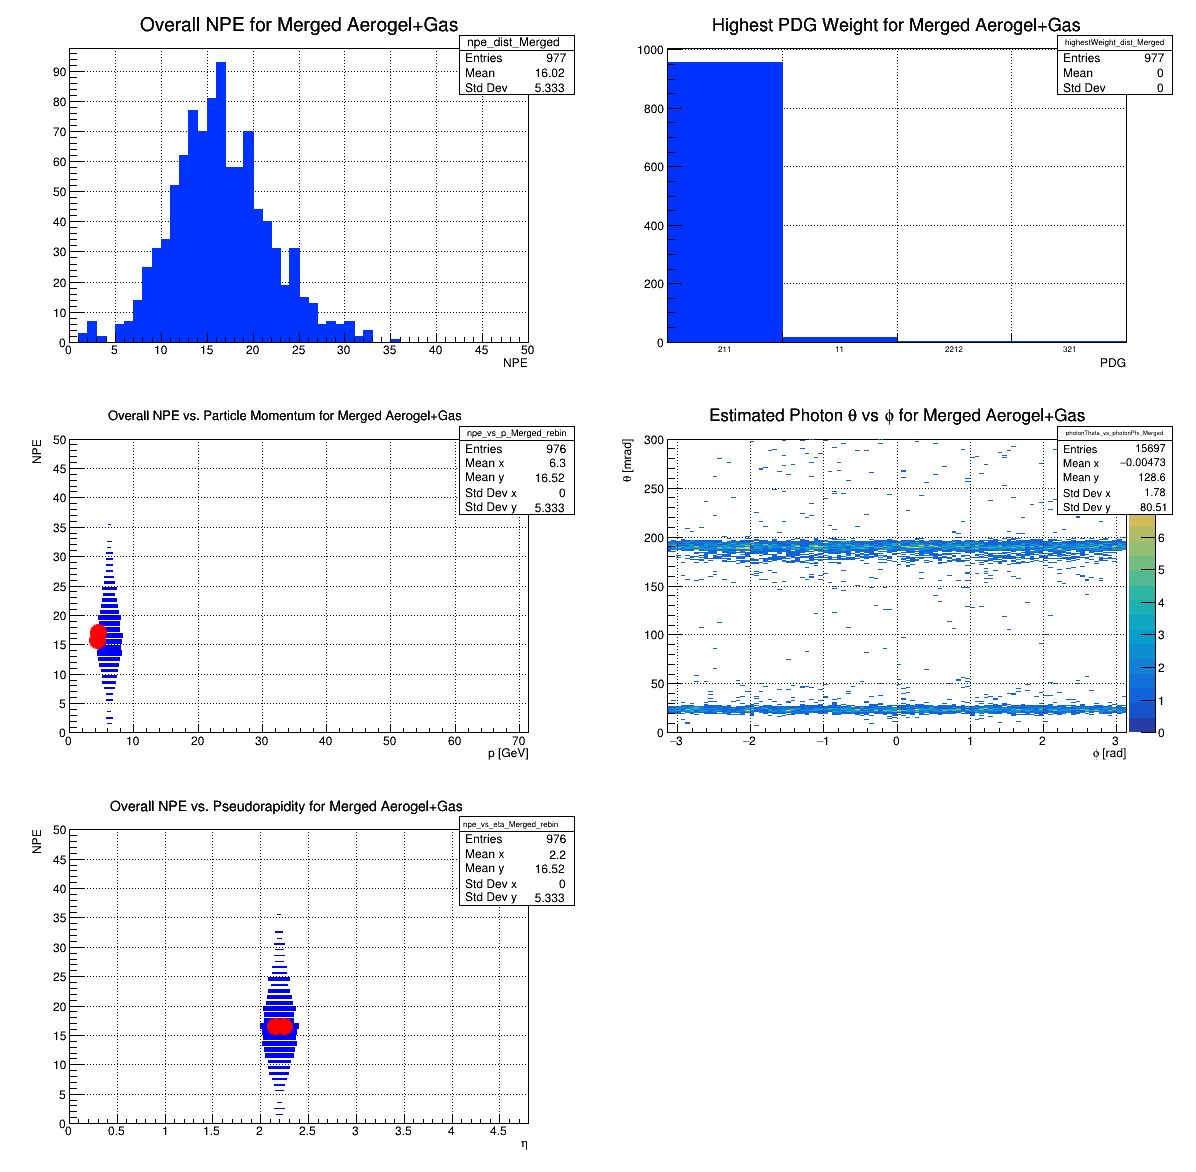 Overall NPE for Merged Aerogel+Gas
npe_dist_Merged
Entries 977
Mean 16.02
Std Dev 5.333
90
80
70
60
50
40
30
20
10
0
0 5 10 15 20 25 30 35 40 45 50
NPE
Highest PDG Weight for Merged Aerogel+Gas
highestWeight_dist_Merged
Entries 977
Mean 0
Std Dev 0
1000
800
600
400
200
0
211 11 2212 321
PDG
Overall NPE vs. Particle Momentum for Merged Aerogel+Gas
npe_vs_p_Merged_rebin
Entries 976
Mean x 6.3
Mean y 16.52
Std Dev x 0
Std Dev y 5.333
NPE
50
45
40
35
30
25
20
15
10
5
0
0 10 20 30 40 50 60 70
p [GeV]
Estimated Photon θ vs ϕ for Merged Aerogel+Gas
photonTheta_vs_photonPhi_Merged
Entries 15697
Mean x −0.00473
Mean y 128.6
Std Dev x 1.78
Std Dev y 80.51
θ [mrad]
300
250
200
150
100
50
0
−3 −2 −1 0 1 2 3
ϕ [rad]
6
5
4
3
2
1
0
Overall NPE vs. Pseudorapidity for Merged Aerogel+Gas
npe_vs_eta_Merged_rebin
Entries 976
Mean x 2.2
Mean y 16.52
Std Dev x 0
Std Dev y 5.333
NPE
50
45
40
35
30
25
20
15
10
5
0
0 0.5 1 1.5 2 2.5 3 3.5 4 4.5
η